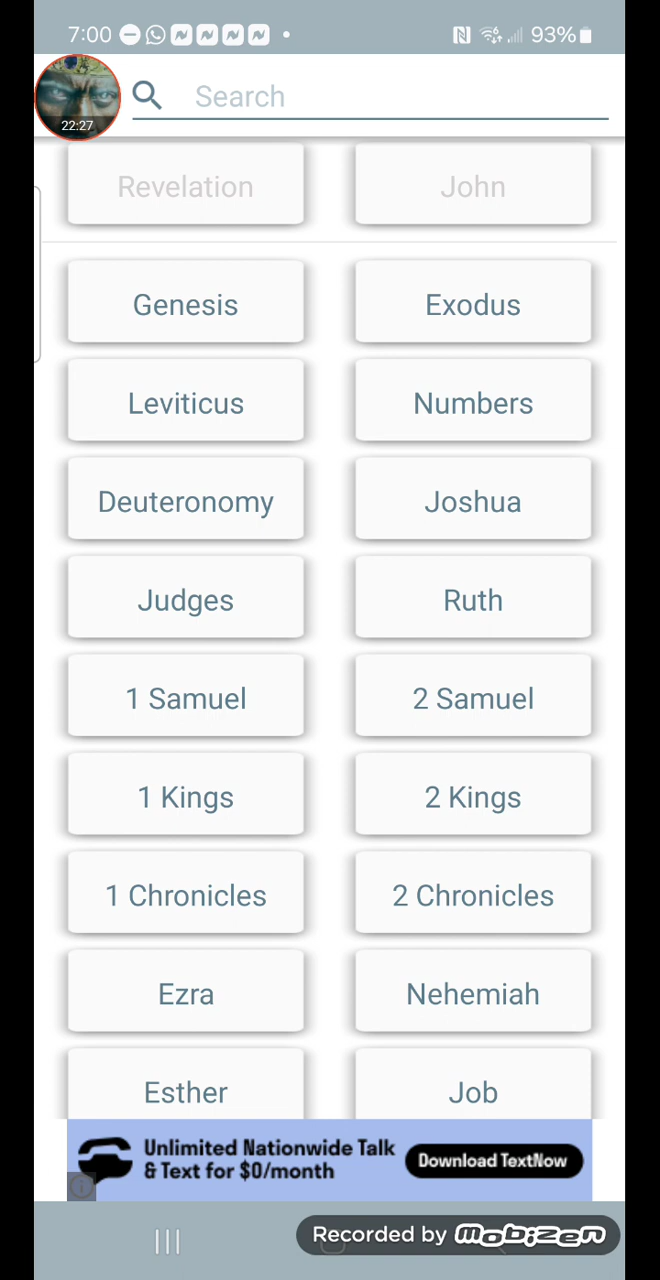 7:00 93%
22:27
Search
Revelation John
Genesis Exodus
Leviticus Numbers
Deuteronomy Joshua
Judges Ruth
1 Samuel 2 Samuel
1 Kings 2 Kings
1 Chronicles 2 Chronicles
Ezra Nehemiah
Esther Job
Unlimited Nationwide Talk
& Text for $0/month
Download TextNow
Recorded by MOBIZEN